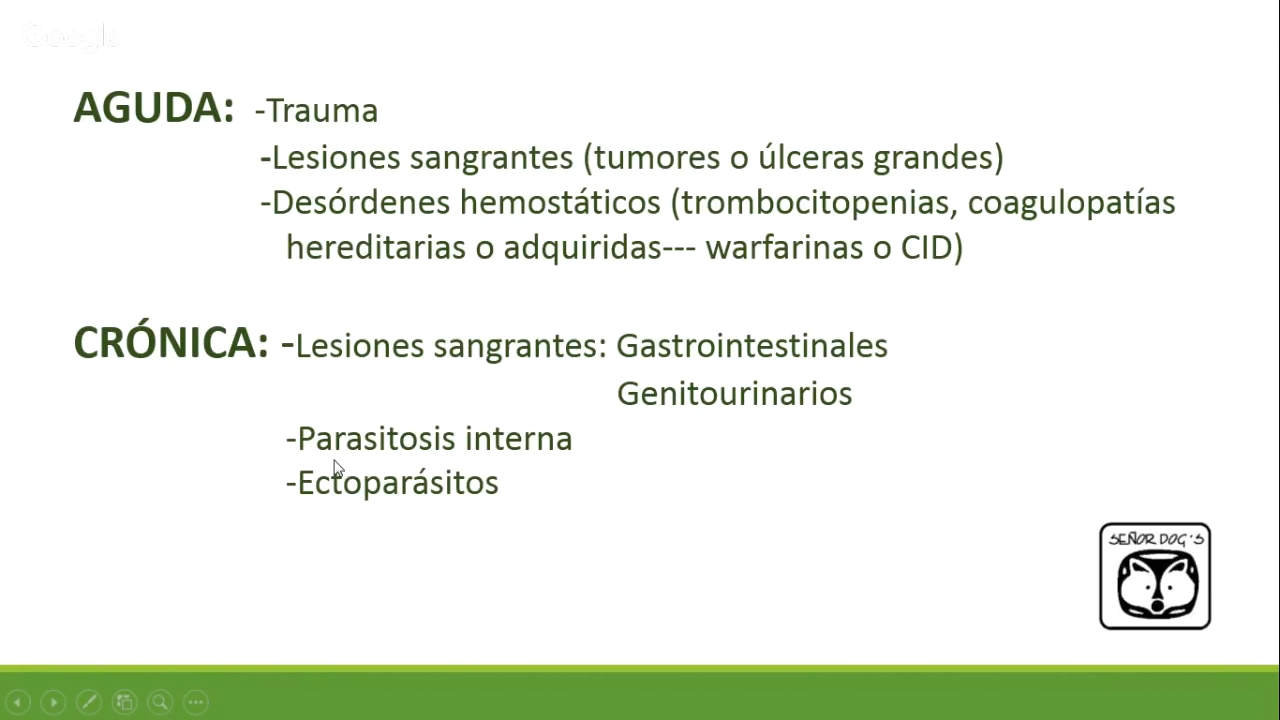 AGUDA: -Trauma
-Lesiones sangrantes (tumores o úlceras grandes)
-Desórdenes hemostáticos (trombocitopenias, coagulopatías
hereditarias o adquiridas--- warfarinas o CID)
CRÓNICA: -Lesiones sangrantes: Gastrointestinales
Genitourinarios
-Parasitosis interna
-Ectoparásitos
SEÑOR DOG'S